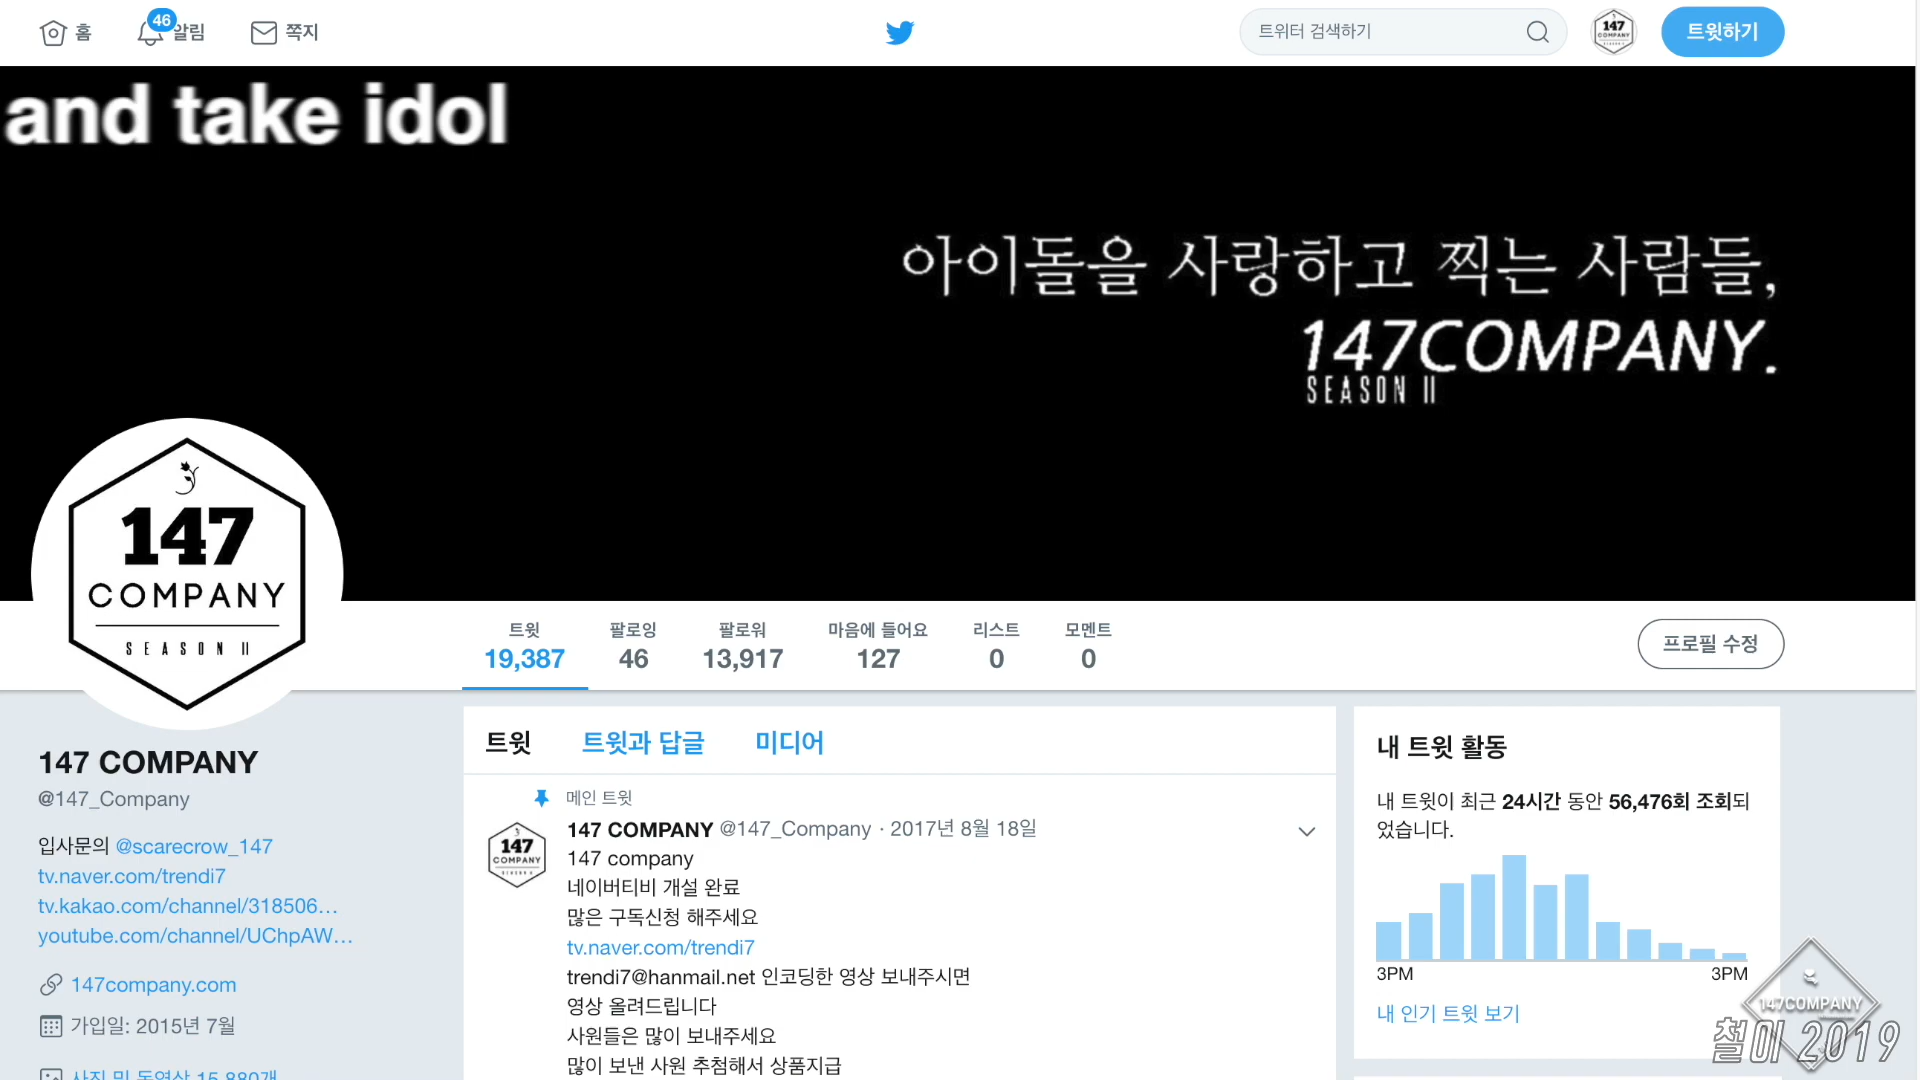 홈
46
알림
쪽지
트위터 검색하기
147
COMPANY
트윗하기
and take idol
아이돌을 사랑하고 찍는 사람들,
147COMPANY.
SEASON II
147
COMPANY
SEASON II
트윗 팔로잉 팔로워 마음에 들어요 리스트 모멘트
19,387 46 13,917 127 0 0
프로필 수정
147 COMPANY
@147_Company
입사문의 @scarecrow_147
tv.naver.com/trendi7
tv.kakao.com/channel/318506…
youtube.com/channel/UChpAW…
147company.com
가입일: 2015년 7월
사진 및 동영상 15,880개
트윗 트윗과 답글 미디어
메인 트윗
147
COMPANY
147 COMPANY @147_Company · 2017년 8월 18일
147 company
네이버티비 개설 완료
많은 구독신청 해주세요
tv.naver.com/trendi7
trendi7@hanmail.net 인코딩한 영상 보내주시면
영상 올려드립니다
사원들은 많이 보내주세요
많이 보낸 사원 추첨해서 상품지급
내 트윗 활동
내 트윗이 최근 24시간 동안 56,476회 조회되
었습니다.
3PM 3PM
내 인기 트윗 보기
147COMPANY
철이 2019